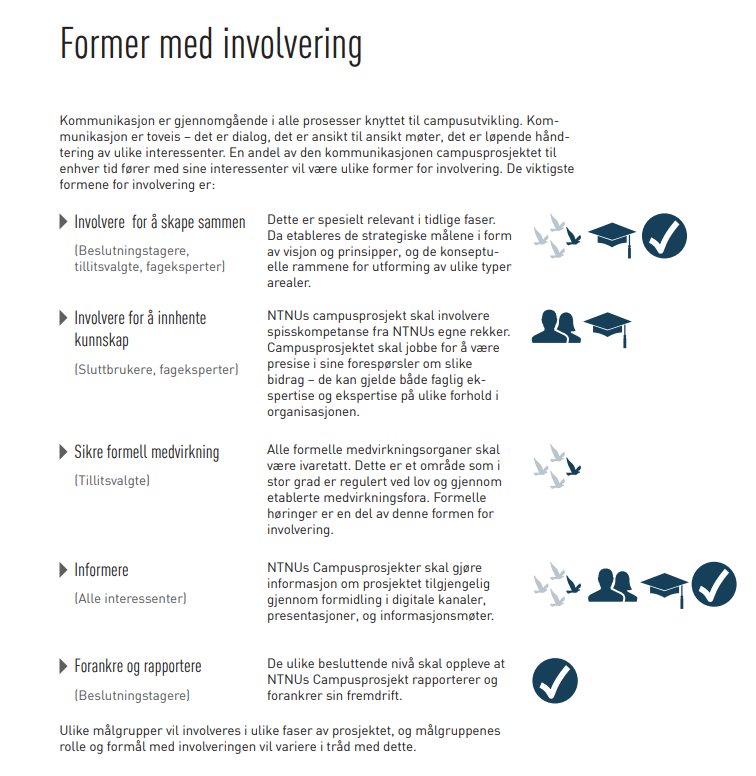 Former med involvering
Kommunikasjon er gjennomgående i alle prosesser knyttet til campusutvikling. Kom-
munikasjon er toveis – det er dialog, det er ansikt til ansikt møter, det er løpende hånd-
tering av ulike interessenter. En andel av den kommunikasjonen campusprosjektet til
enhver tid fører med sine interessenter vil være ulike former for involvering. De viktigste
formene for involvering er:
Involvere for å skape sammen
(Beslutningstagere,
tillitsvalgte, fageksperter)
Dette er spesielt relevant i tidlige faser.
Da etableres de strategiske målene i form
av visjon og prinsipper, og de konseptu-
elle rammene for utforming av ulike typer
arealer.
Involvere for å innhente
kunnskap
(Sluttbrukere, fageksperter)
NTNUs campusprosjekt skal involvere
spisskompetanse fra NTNUs egne rekker.
Campusprosjektet skal jobbe for å være
presise i sine forespørsler om slike
bidrag – de kan gjelde både faglig ek-
spertise og ekspertise på ulike forhold i
organisasjonen.
Sikre formell medvirkning
(Tillitsvalgte)
Alle formelle medvirkningsorganer skal
være ivaretatt. Dette er et område som i
stor grad er regulert ved lov og gjennom
etablerte medvirkningsfora. Formelle
høringer er en del av denne formen for
involvering.
Informere
(Alle interessenter)
NTNUs Campusprosjekter skal gjøre
informasjon om prosjektet tilgjengelig
gjennom formidling i digitale kanaler,
presentasjoner, og informasjonsmøter.
Forankre og rapportere
(Beslutningstagere)
De ulike besluttende nivå skal oppleve at
NTNUs Campusprosjekt rapporterer og
forankrer sin fremdrift.
Ulike målgrupper vil involveres i ulike faser av prosjektet, og målgruppenes
rolle og formål med involveringen vil variere i tråd med dette.